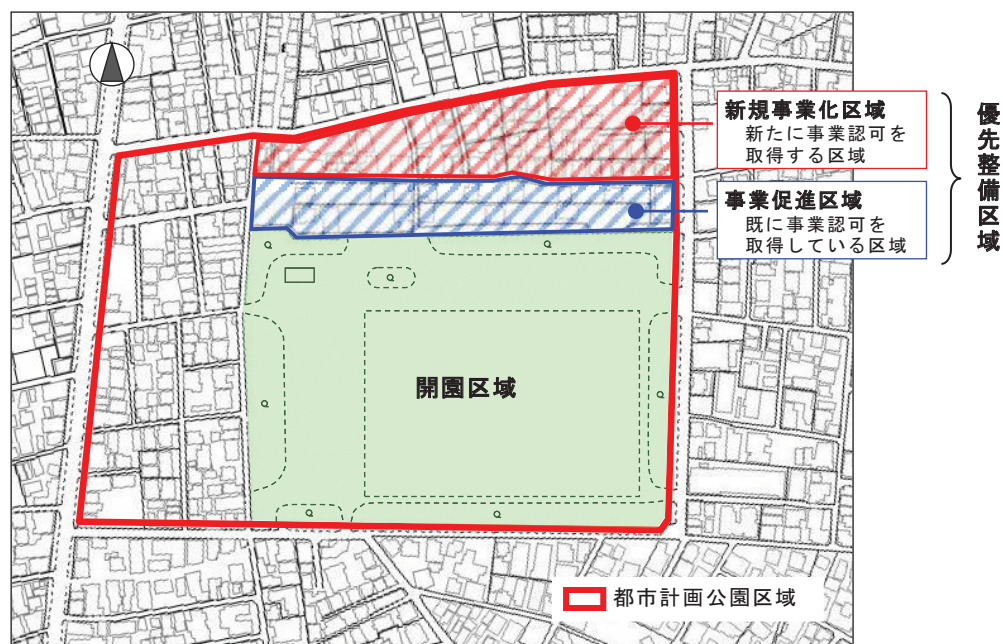 新規事業化区域
新たに事業認可を
取得する区域
事業促進区域
既に事業認可を
取得している区域
優先整備区域
開園区域
都市計画公園区域